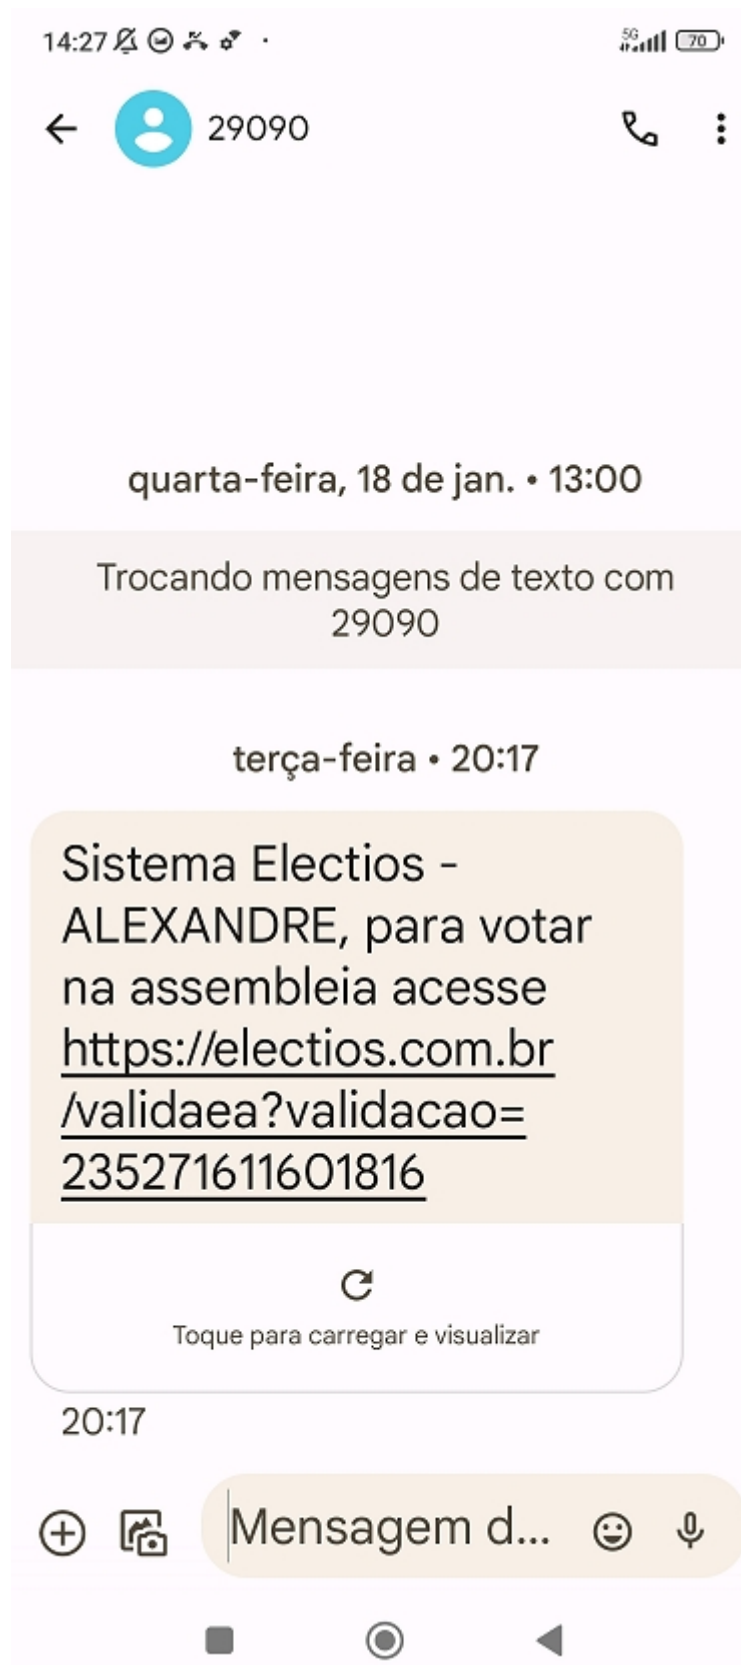 14:27
5G
70
29090
quarta-feira, 18 de jan. • 13:00
Trocando mensagens de texto com
29090
terça-feira • 20:17
Sistema Electios -
ALEXANDRE, para votar
na assembleia acesse
https://electios.com.br
/validaea?validacao=
235271611601816
Toque para carregar e visualizar
20:17
Mensagem d...